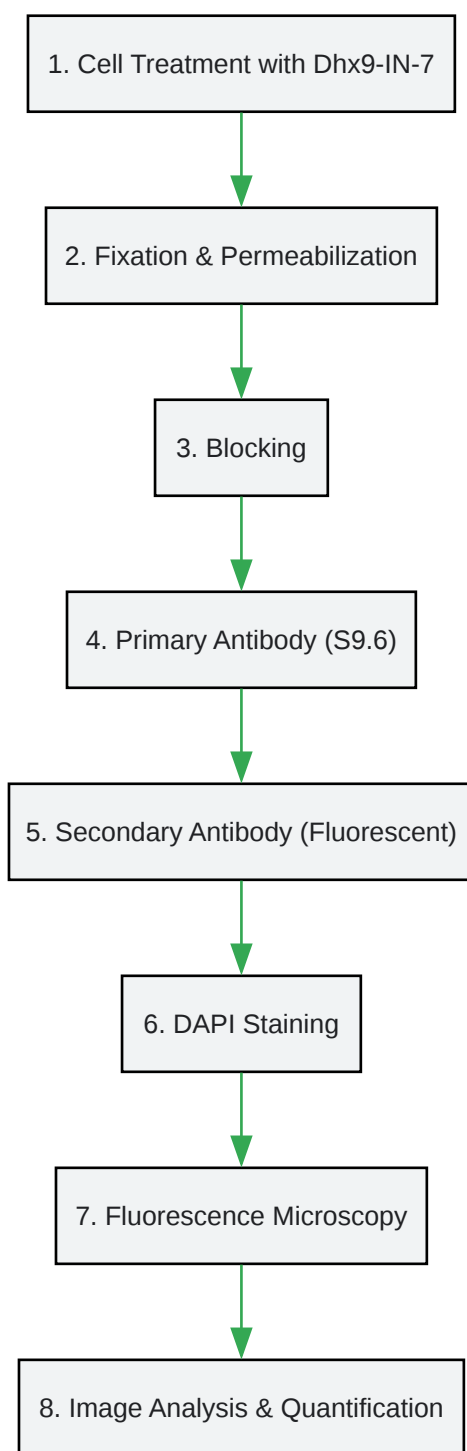 1. Cell Treatment with Dhx9-IN-7
2. Fixation & Permeabilization
3. Blocking
4. Primary Antibody (S9.6)
5. Secondary Antibody (Fluorescent)
6. DAPI Staining
7. Fluorescence Microscopy
8. Image Analysis & Quantification